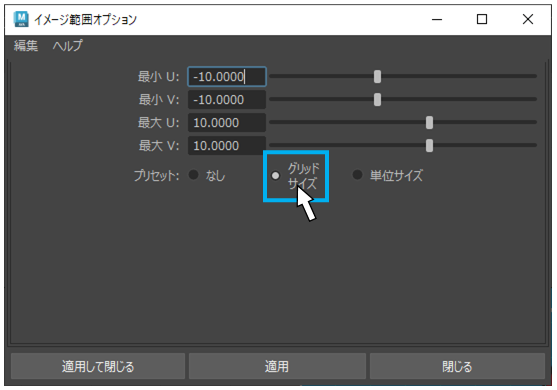 イメージ範囲オプション
編集 ヘルプ
最小 U: -10.0000
最小 V: -10.0000
最大 U: 10.0000
最大 V: 10.0000
プリセット: なし グリッド サイズ 単位サイズ
適用して閉じる 適用 閉じる